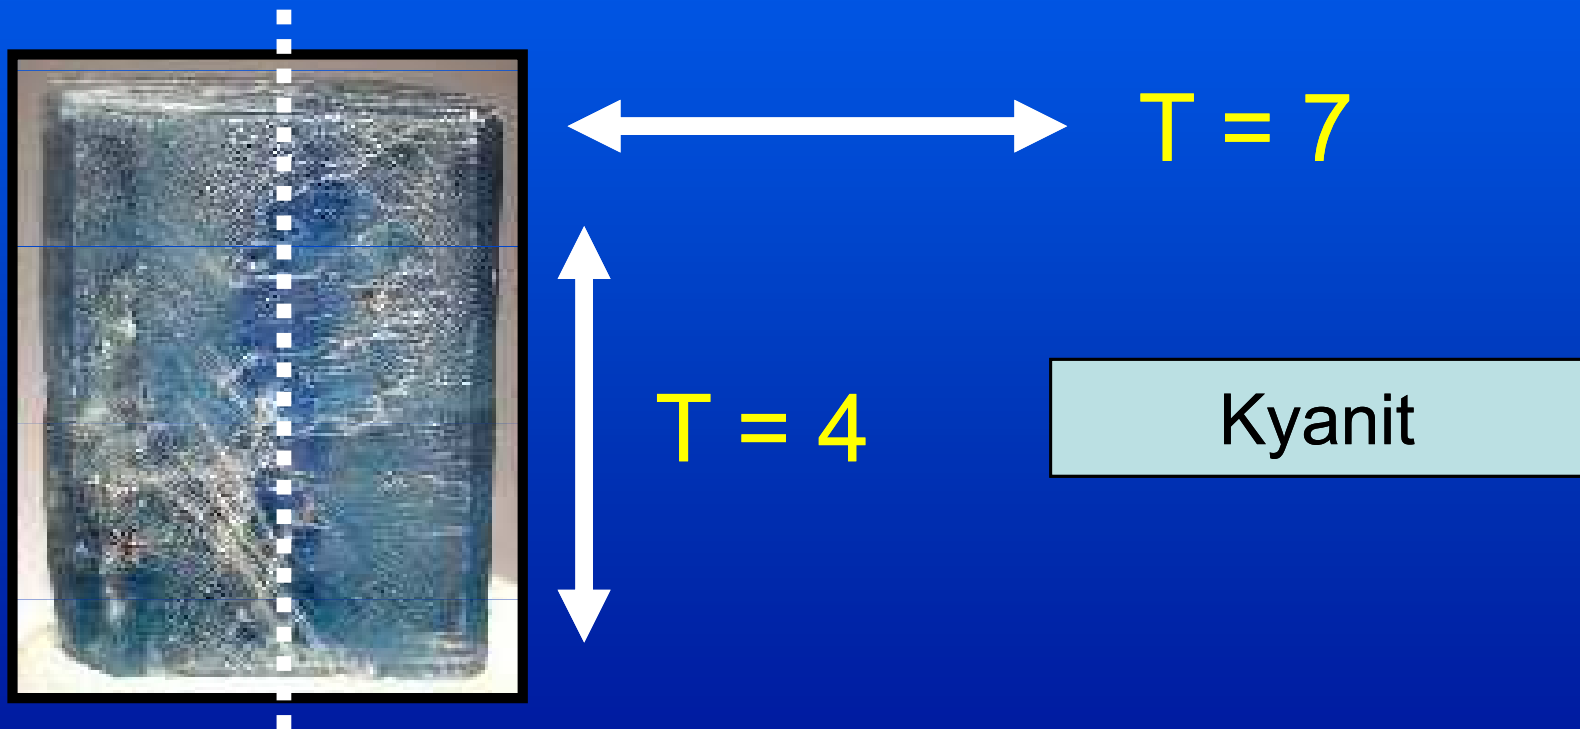 T = 7
T = 4
Kyanit